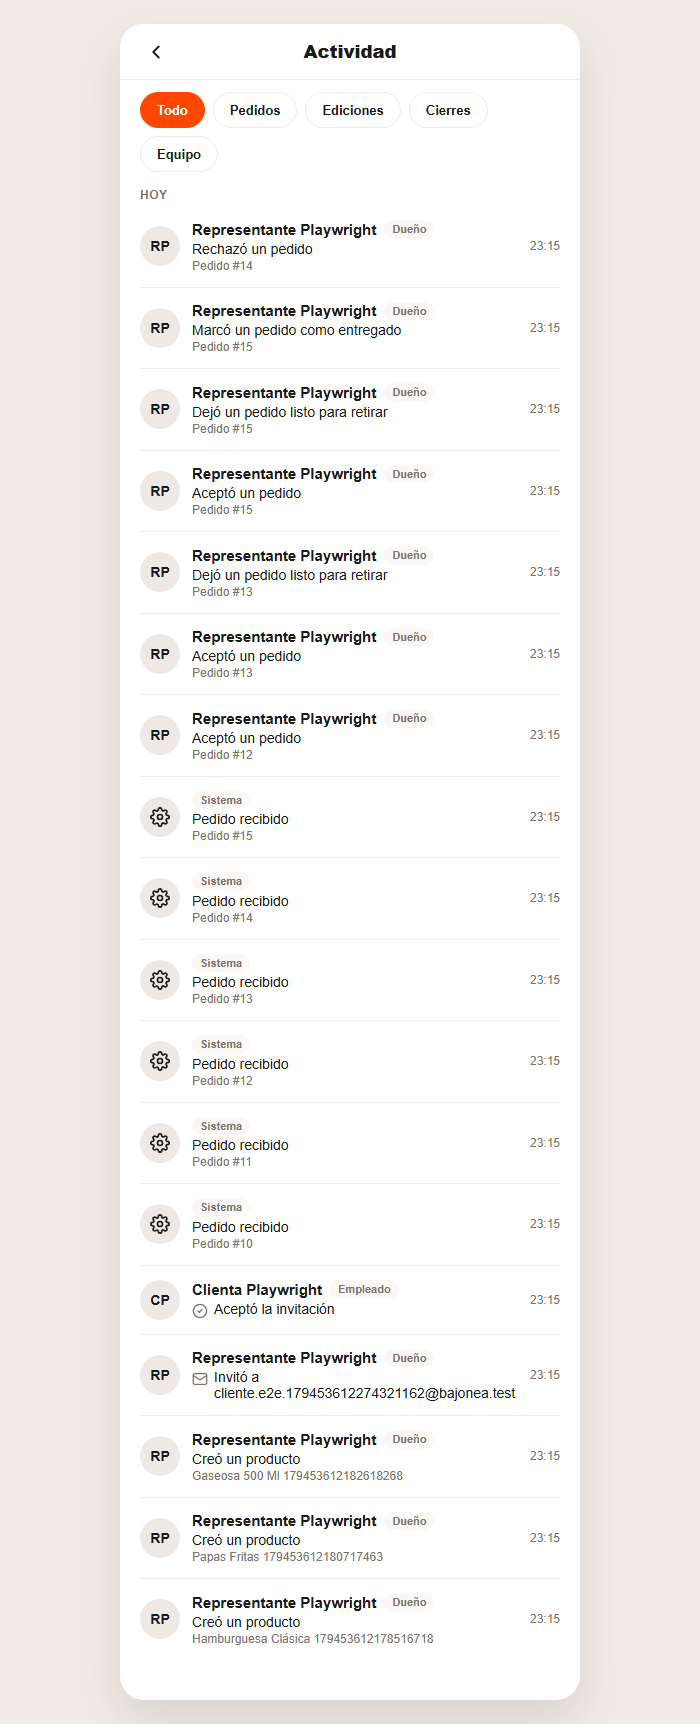 Actividad
Todo
Pedidos
Ediciones
Cierres
Equipo
HOY
Representante Playwright Dueño
Rechazó un pedido
Pedido #14
23:15
Representante Playwright Dueño
Marcó un pedido como entregado
Pedido #15
23:15
Representante Playwright Dueño
Dejó un pedido listo para retirar
Pedido #15
23:15
Representante Playwright Dueño
Aceptó un pedido
Pedido #15
23:15
Representante Playwright Dueño
Dejó un pedido listo para retirar
Pedido #13
23:15
Representante Playwright Dueño
Aceptó un pedido
Pedido #13
23:15
Representante Playwright Dueño
Aceptó un pedido
Pedido #12
23:15
Sistema
Pedido recibido
Pedido #15
23:15
Sistema
Pedido recibido
Pedido #14
23:15
Sistema
Pedido recibido
Pedido #13
23:15
Sistema
Pedido recibido
Pedido #12
23:15
Sistema
Pedido recibido
Pedido #11
23:15
Sistema
Pedido recibido
Pedido #10
23:15
Clienta Playwright Empleado
Aceptó la invitación
23:15
Representante Playwright Dueño
Invitó a
cliente.e2e.179453612274321162@bajonea.test
23:15
Representante Playwright Dueño
Creó un producto
Gaseosa 500 Ml 179453612182618268
23:15
Representante Playwright Dueño
Creó un producto
Papas Fritas 179453612180717463
23:15
Representante Playwright Dueño
Creó un producto
Hamburguesa Clásica 179453612178516718
23:15
RP
RP
RP
RP
RP
RP
RP
CP
RP
RP
RP
RP